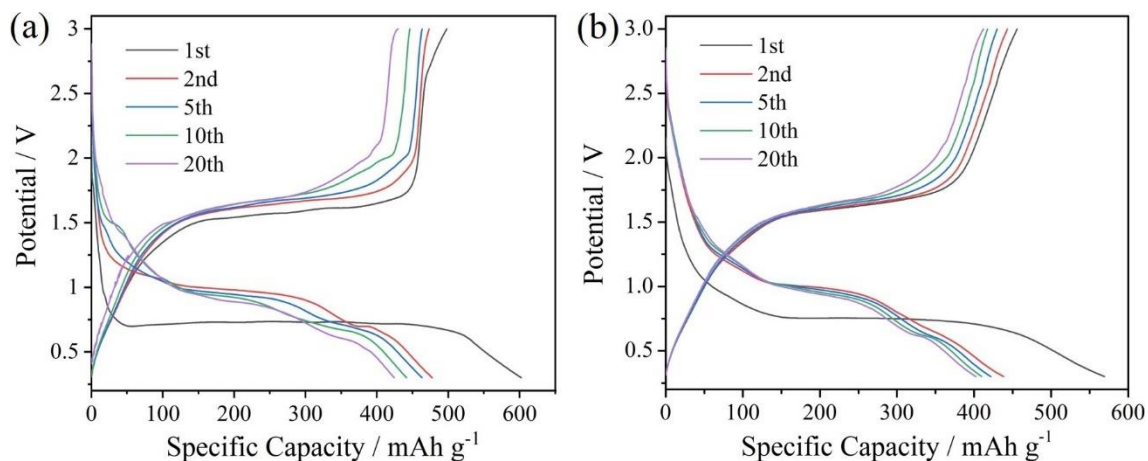 (a)
3
2.5
2
1.5
1
0.5
Potential / V
1st
2nd
5th
10th
20th
0 100 200 300 400 500 600
Specific Capacity / mAh g⁻¹
(b)
3.0
2.5
2.0
1.5
1.0
0.5
Potential / V
1st
2nd
5th
10th
20th
0 100 200 300 400 500 600
Specific Capacity / mAh g⁻¹